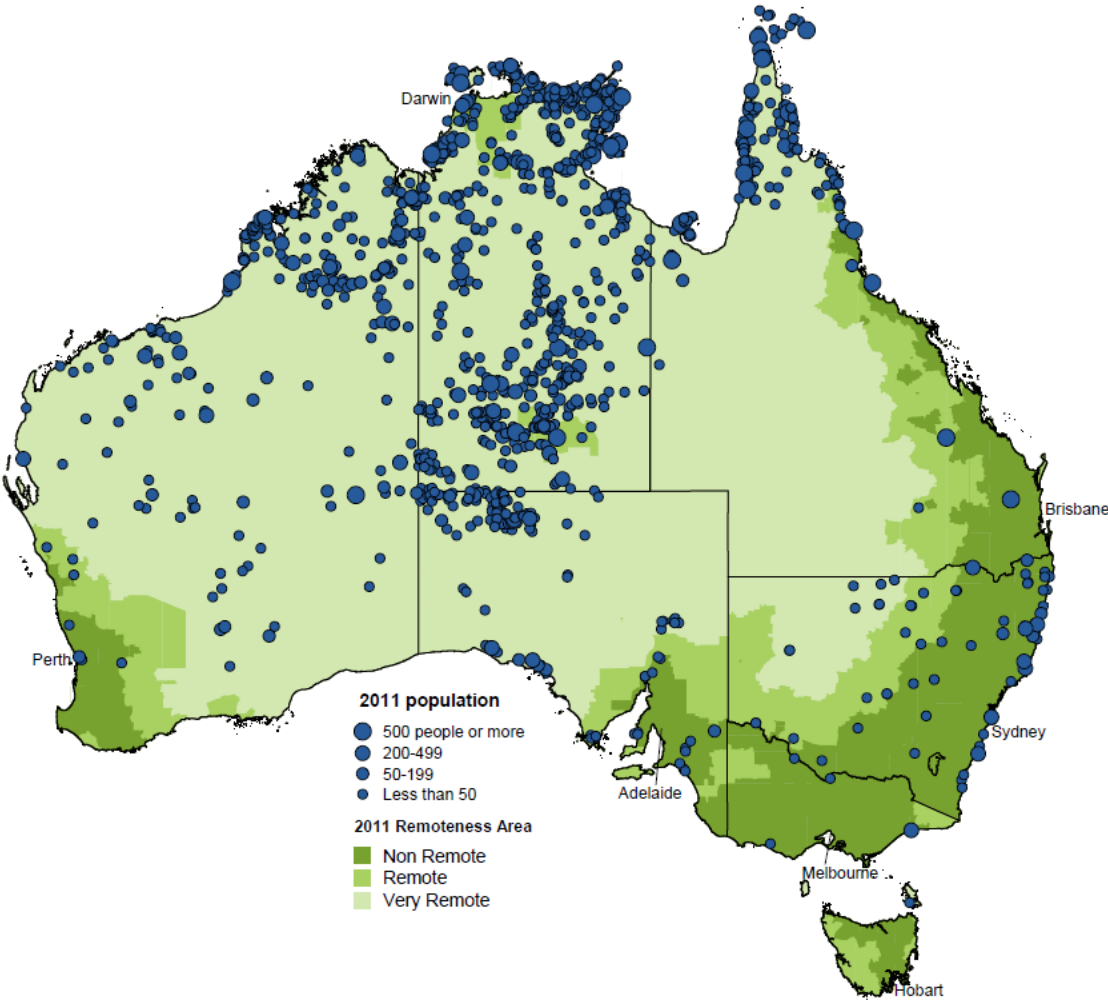 Darwin
Brisbane
Perth
2011 population
500 people or more
200-499
50-199
Less than 50
Sydney
Adelaide
2011 Remoteness Area
Non Remote
Remote
Very Remote
Melbourne
Hobart